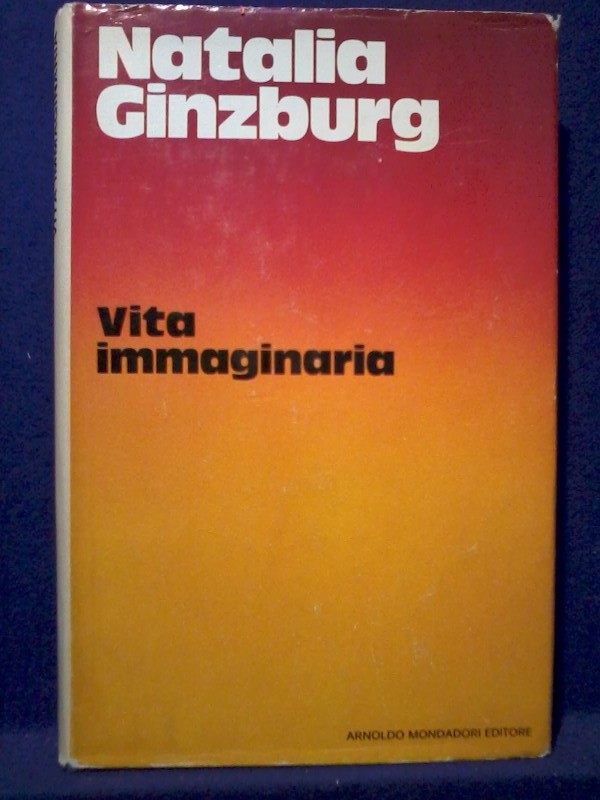 Natalia
Ginzburg
Vita
immaginaria
ARNOLDO MONDADORI EDITORE